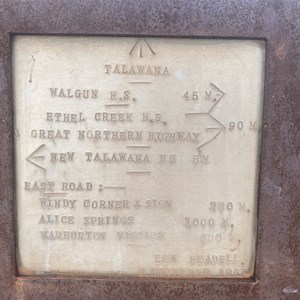 TALAWANA
WALGUN H.S. 45 M.
ETHEL CREEK H.S.
GREAT NORTHERN HIGHWAY 90 M.
NEW TALAWANA HS 8M
EAST ROAD:
WINDY CORNER & SIGN M.
ALICE SPRINGS 1000 M.
WARBURTON MISSION M.
LEN BEADELL